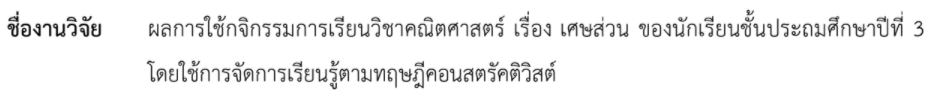 ชื่องานวิจัย ผลการใช้กิจกรรมการเรียนวิชาคณิตศาสตร์ เรื่อง เศษส่วน ของนักเรียนชั้นประถมศึกษาปีที่ 3
โดยใช้การจัดการเรียนรู้ตามทฤษฎีคอนสตรัคติวิสต์